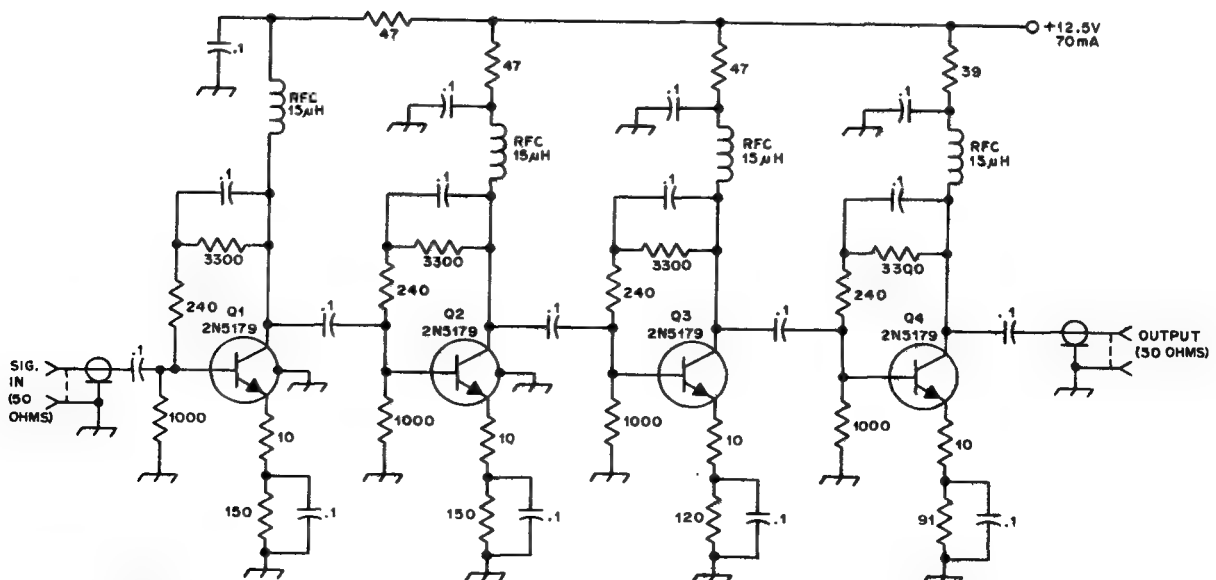 .1
47
+12.5V
70mA
RFC
15µH
47
.1
RFC
15µH
47
.1
RFC
15µH
39
.1
RFC
15µH
.1
3300
240
Q1
2N5179
.1
.1
3300
240
Q2
2N5179
.1
.1
3300
240
Q3
2N5179
.1
.1
3300
240
Q4
2N5179
.1
SIG.
IN
(50
OHMS)
.1
1000
10
150
.1
1000
10
150
.1
1000
10
120
.1
1000
10
91
.1
OUTPUT
(50 OHMS)